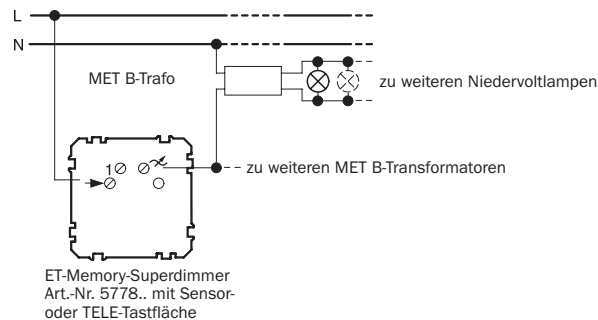 L
N
MET B-Trafo
zu weiteren Niedervoltlampen
1
zu weiteren MET B-Transformatoren
ET-Memory-Superdimmer
Art.-Nr. 5778.. mit Sensor-
oder TELE-Tastfläche